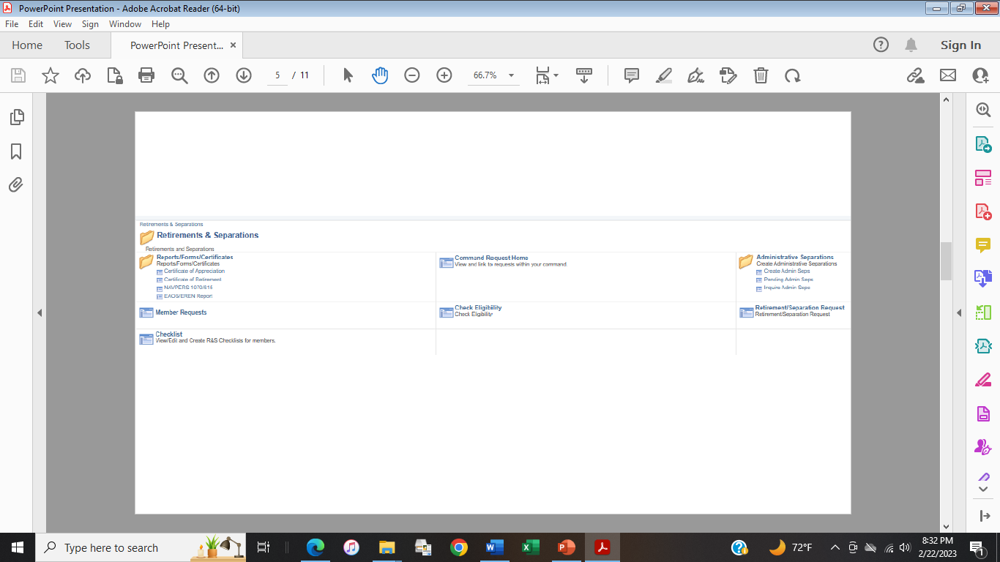 PowerPoint Presentation - Adobe Acrobat Reader (64-bit)
File Edit View Sign Window Help
Home Tools PowerPoint Present... Sign In
5 / 11 66.7%
Retirements & Separations
Retirements & Separations
Retirements and Separations
Reports/Forms/Certificates
Reports/Forms/Certificates
Certificate of Appreciation
Certificate of Retirement
NAVPERS 1070/615
EAOS/EREN Report
Command Request Home
View and link to requests within your command.
Administrative Separations
Create Administrative Separations
Create Admin Seps
Pending Admin Seps
Inquire Admin Seps
Member Requests
Check Eligibility
Check Eligibility
Retirement/Separation Request
Retirement/Separation Request
Checklist
View/Edit and Create R&S Checklists for members.
Type here to search
72°F
8:32 PM
2/22/2023
1